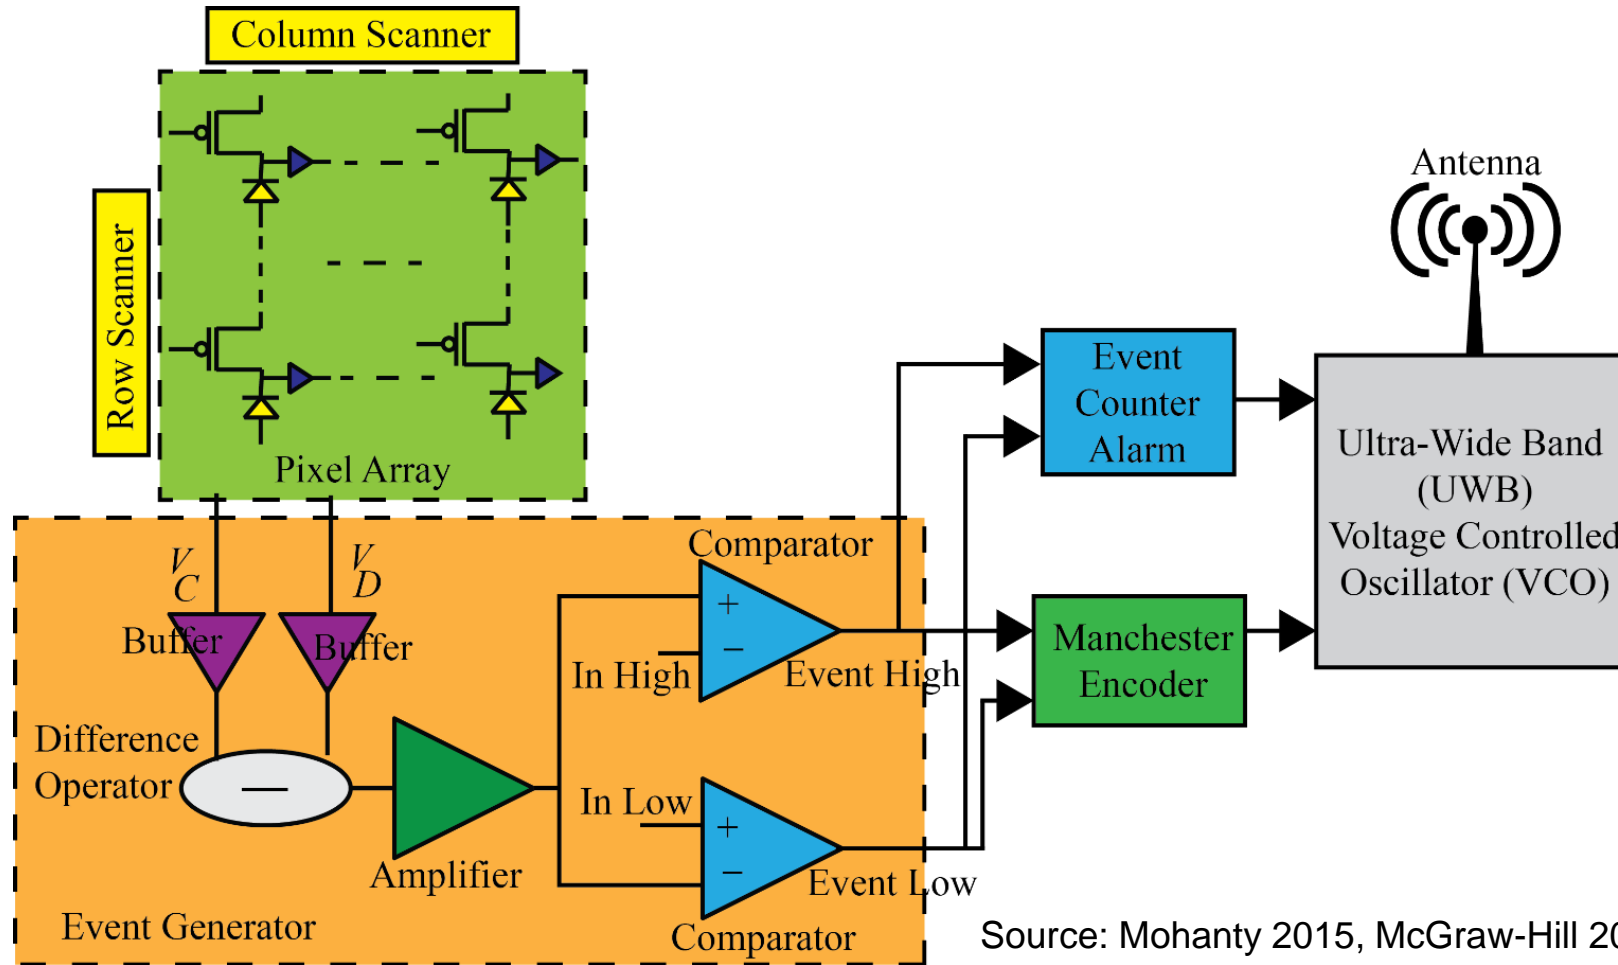 Column Scanner
Row Scanner
Pixel Array
Antenna
Event
Counter
Alarm
Ultra-Wide Band
(UWB)
Voltage Controlled
Oscillator (VCO)
V
C
V
D
Buffer
Buffer
Comparator
+
−
In High
Event High
Manchester
Encoder
Difference
Operator
—
Amplifier
In Low
+
−
Event Low
Comparator
Event Generator
Source: Mohanty 2015, McGraw-Hill